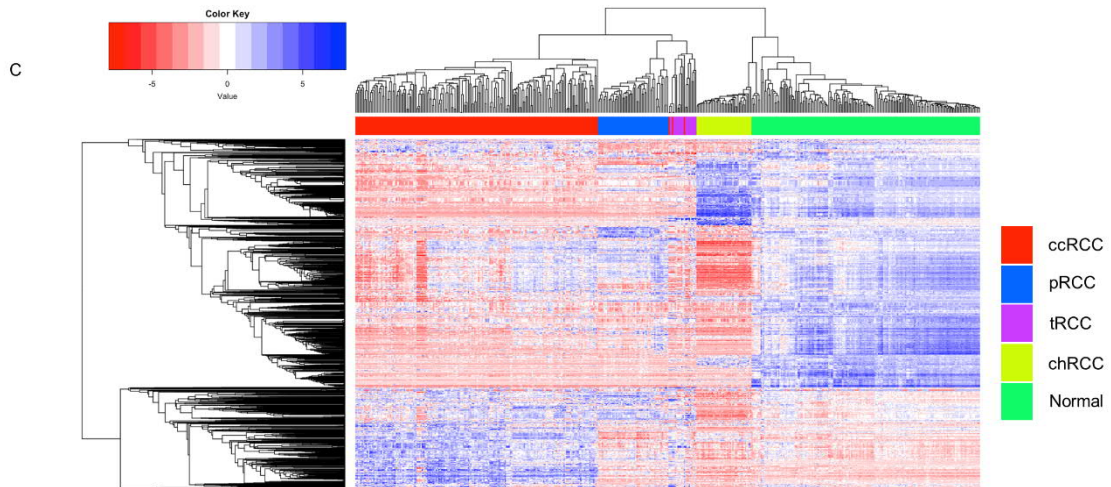 C
Color Key
-5
0
5
Value
ccRCC
pRCC
tRCC
chRCC
Normal